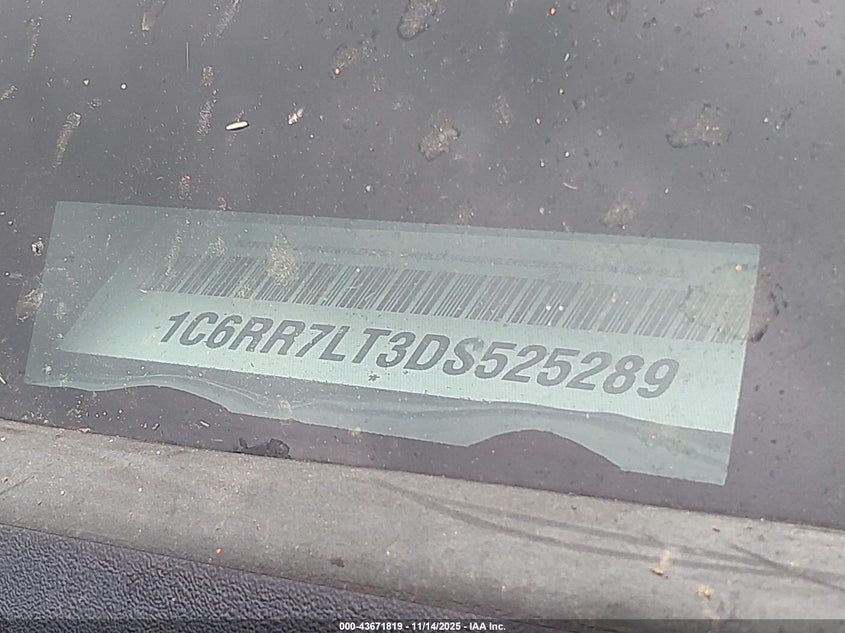 1C6RR7LT3DS525289
000-43671819 - 11/14/2025 - IAA Inc.